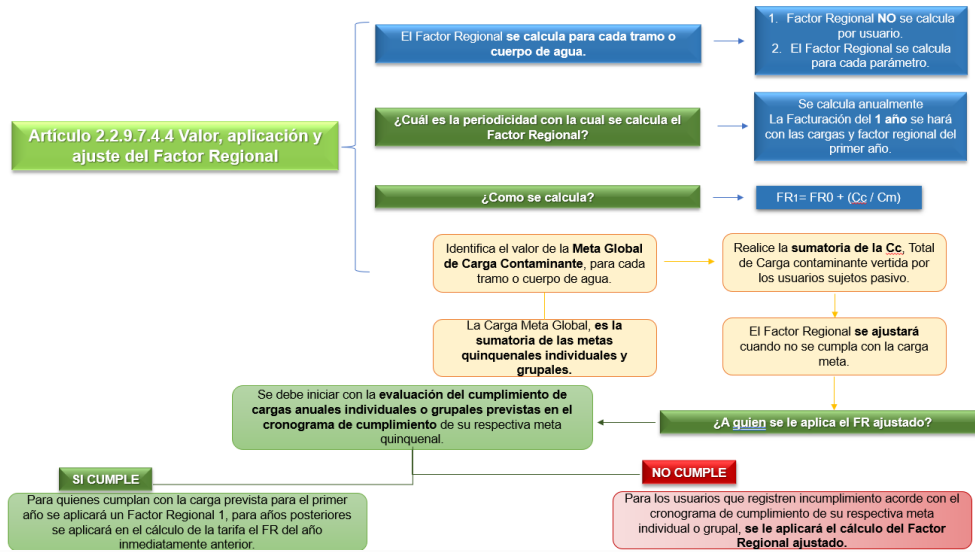 Artículo 2.2.9.7.4.4 Valor, aplicación y
ajuste del Factor Regional
El Factor Regional se calcula para cada tramo o
cuerpo de agua.
1. Factor Regional NO se calcula
por usuario.
2. El Factor Regional se calcula
para cada parámetro.
¿Cuál es la periodicidad con la cual se calcula el
Factor Regional?
Se calcula anualmente
La Facturación del 1 año se hará
con las cargas y factor regional del
primer año.
¿Como se calcula?
FR1= FR0 + (Cc / Cm)
Identifica el valor de la Meta Global
de Carga Contaminante, para cada
tramo o cuerpo de agua.
Realice la sumatoria de la Cc, Total
de Carga contaminante vertida por
los usuarios sujetos pasivo.
La Carga Meta Global, es la
sumatoria de las metas
quinquenales individuales y
grupales.
El Factor Regional se ajustará
cuando no se cumpla con la carga
meta.
¿A quien se le aplica el FR ajustado?
Se debe iniciar con la evaluación del cumplimiento de
cargas anuales individuales o grupales previstas en el
cronograma de cumplimiento de su respectiva meta
quinquenal.
SI CUMPLE
Para quienes cumplan con la carga prevista para el primer
año se aplicará un Factor Regional 1, para años posteriores
se aplicará en el cálculo de la tarifa el FR del año
inmediatamente anterior.
NO CUMPLE
Para los usuarios que registren incumplimiento acorde con el
cronograma de cumplimiento de su respectiva meta
individual o grupal, se le aplicará el cálculo del Factor
Regional ajustado.